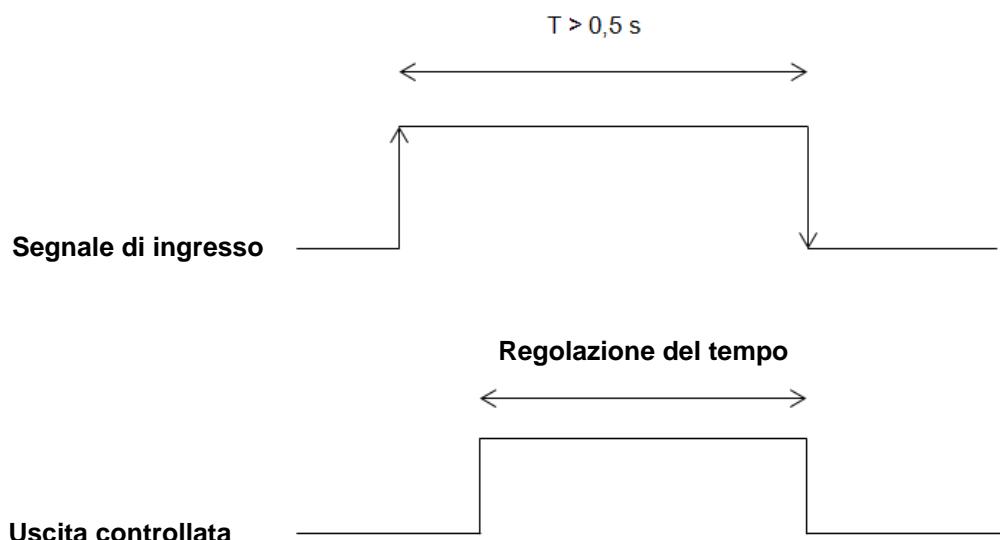 T > 0,5 s
Segnale di ingresso
Regolazione del tempo
Uscita controllata